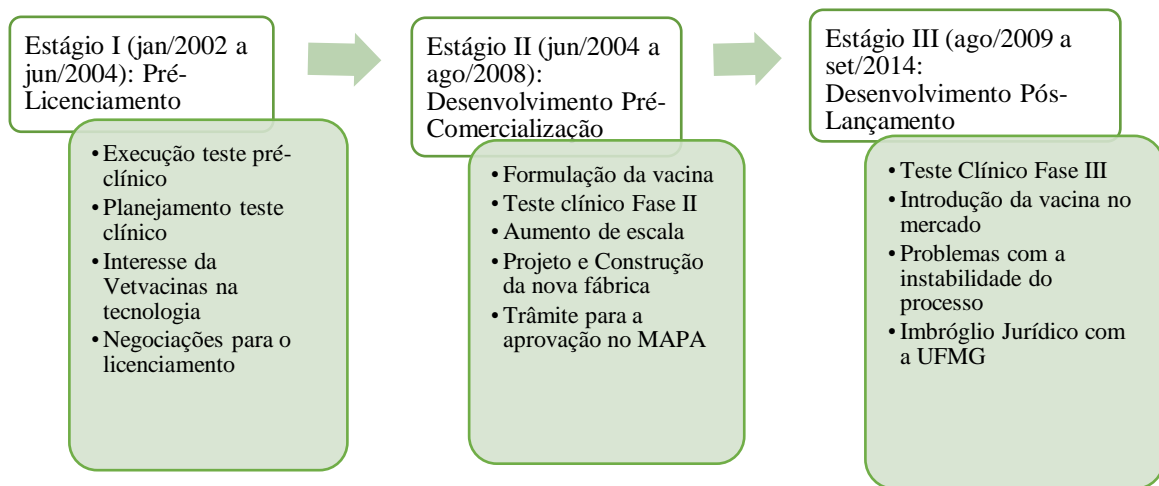 Estágio I (jan/2002 a
jun/2004): Pré-
Licenciamento
• Execução teste pré-
clínico
• Planejamento teste
clínico
• Interesse da
Vetvacinas na
tecnologia
• Negociações para o
licenciamento
Estágio II (jun/2004 a
ago/2008):
Desenvolvimento Pré-
Comercialização
• Formulação da vacina
• Teste clínico Fase II
• Aumento de escala
• Projeto e Construção
da nova fábrica
• Trâmite para a
aprovação no MAPA
Estágio III (ago/2009 a
set/2014:
Desenvolvimento Pós-
Lançamento
• Teste Clínico Fase III
• Introdução da vacina no
mercado
• Problemas com a
instabilidade do
processo
• Imbróglio Jurídico com
a UFMG